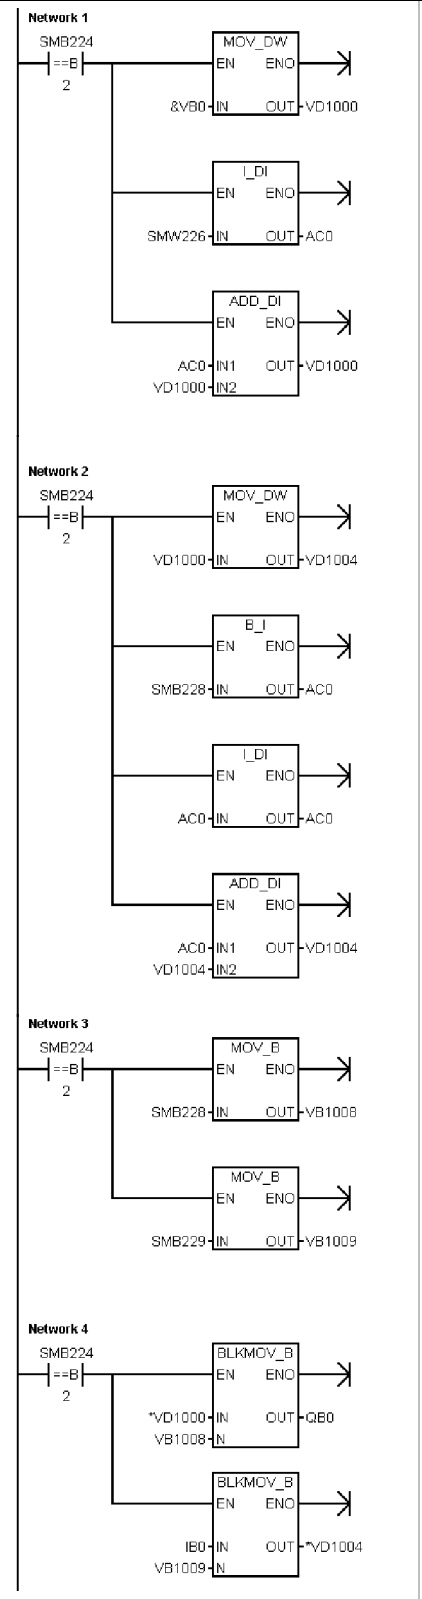 Network 1
SMB224
MOV_DW
==B
EN ENO
2
&VB0 IN OUT VD1000
I_DI
EN ENO
SMW226 IN OUT AC0
ADD_DI
EN ENO
AC0 IN1 OUT VD1000
VD1000 IN2
Network 2
SMB224
MOV_DW
==B
EN ENO
2
VD1000 IN OUT VD1004
B_I
EN ENO
SMB228 IN OUT AC0
I_DI
EN ENO
AC0 IN OUT AC0
ADD_DI
EN ENO
AC0 IN1 OUT VD1004
VD1004 IN2
Network 3
SMB224
MOV_B
==B
EN ENO
2
SMB228 IN OUT VB1008
MOV_B
EN ENO
SMB229 IN OUT VB1009
Network 4
SMB224
BLKMOV_B
==B
EN ENO
2
*VD1000 IN OUT QB0
VB1008 N
BLKMOV_B
EN ENO
IB0 IN OUT *VD1004
VB1009 N